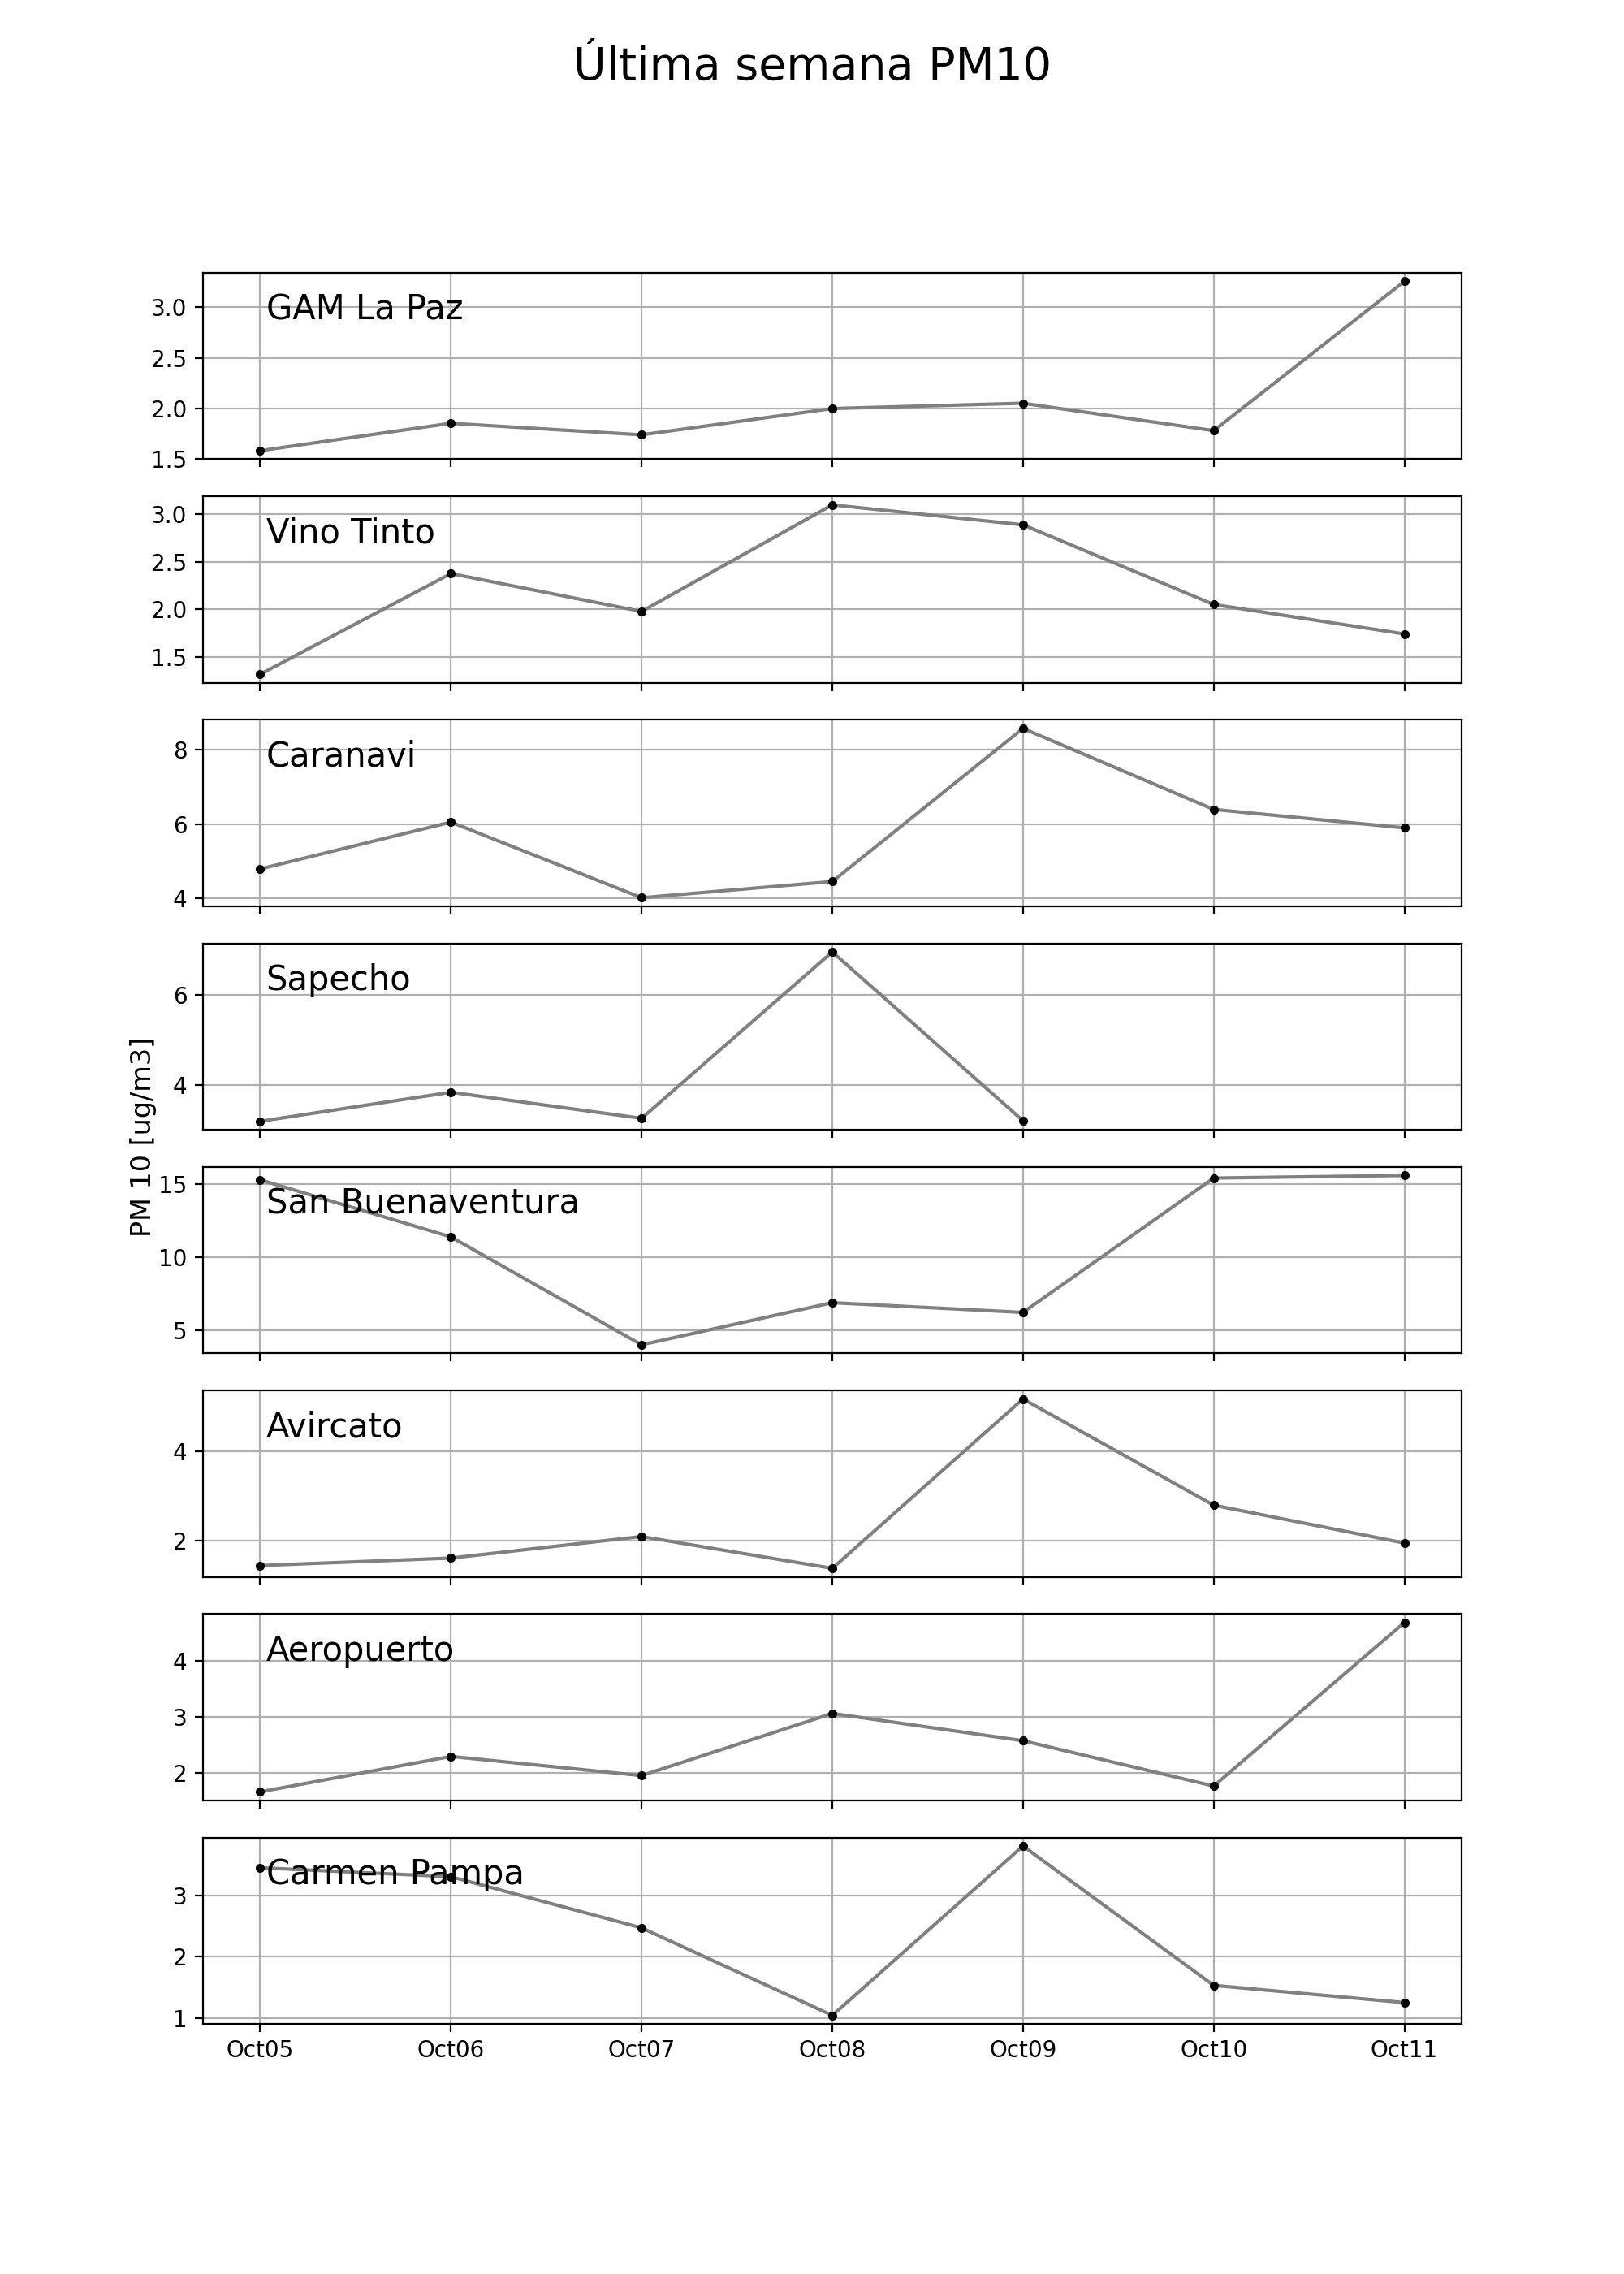 Última semana PM10
GAM La Paz
3.0
2.5
2.0
1.5
Vino Tinto
3.0
2.5
2.0
1.5
Caranavi
8
6
4
Sapecho
6
4
PM 10 [ug/m3]
San Buenaventura
15
10
5
Avircato
4
2
Aeropuerto
4
3
2
Carmen Pampa
3
2
1
Oct05 Oct06 Oct07 Oct08 Oct09 Oct10 Oct11